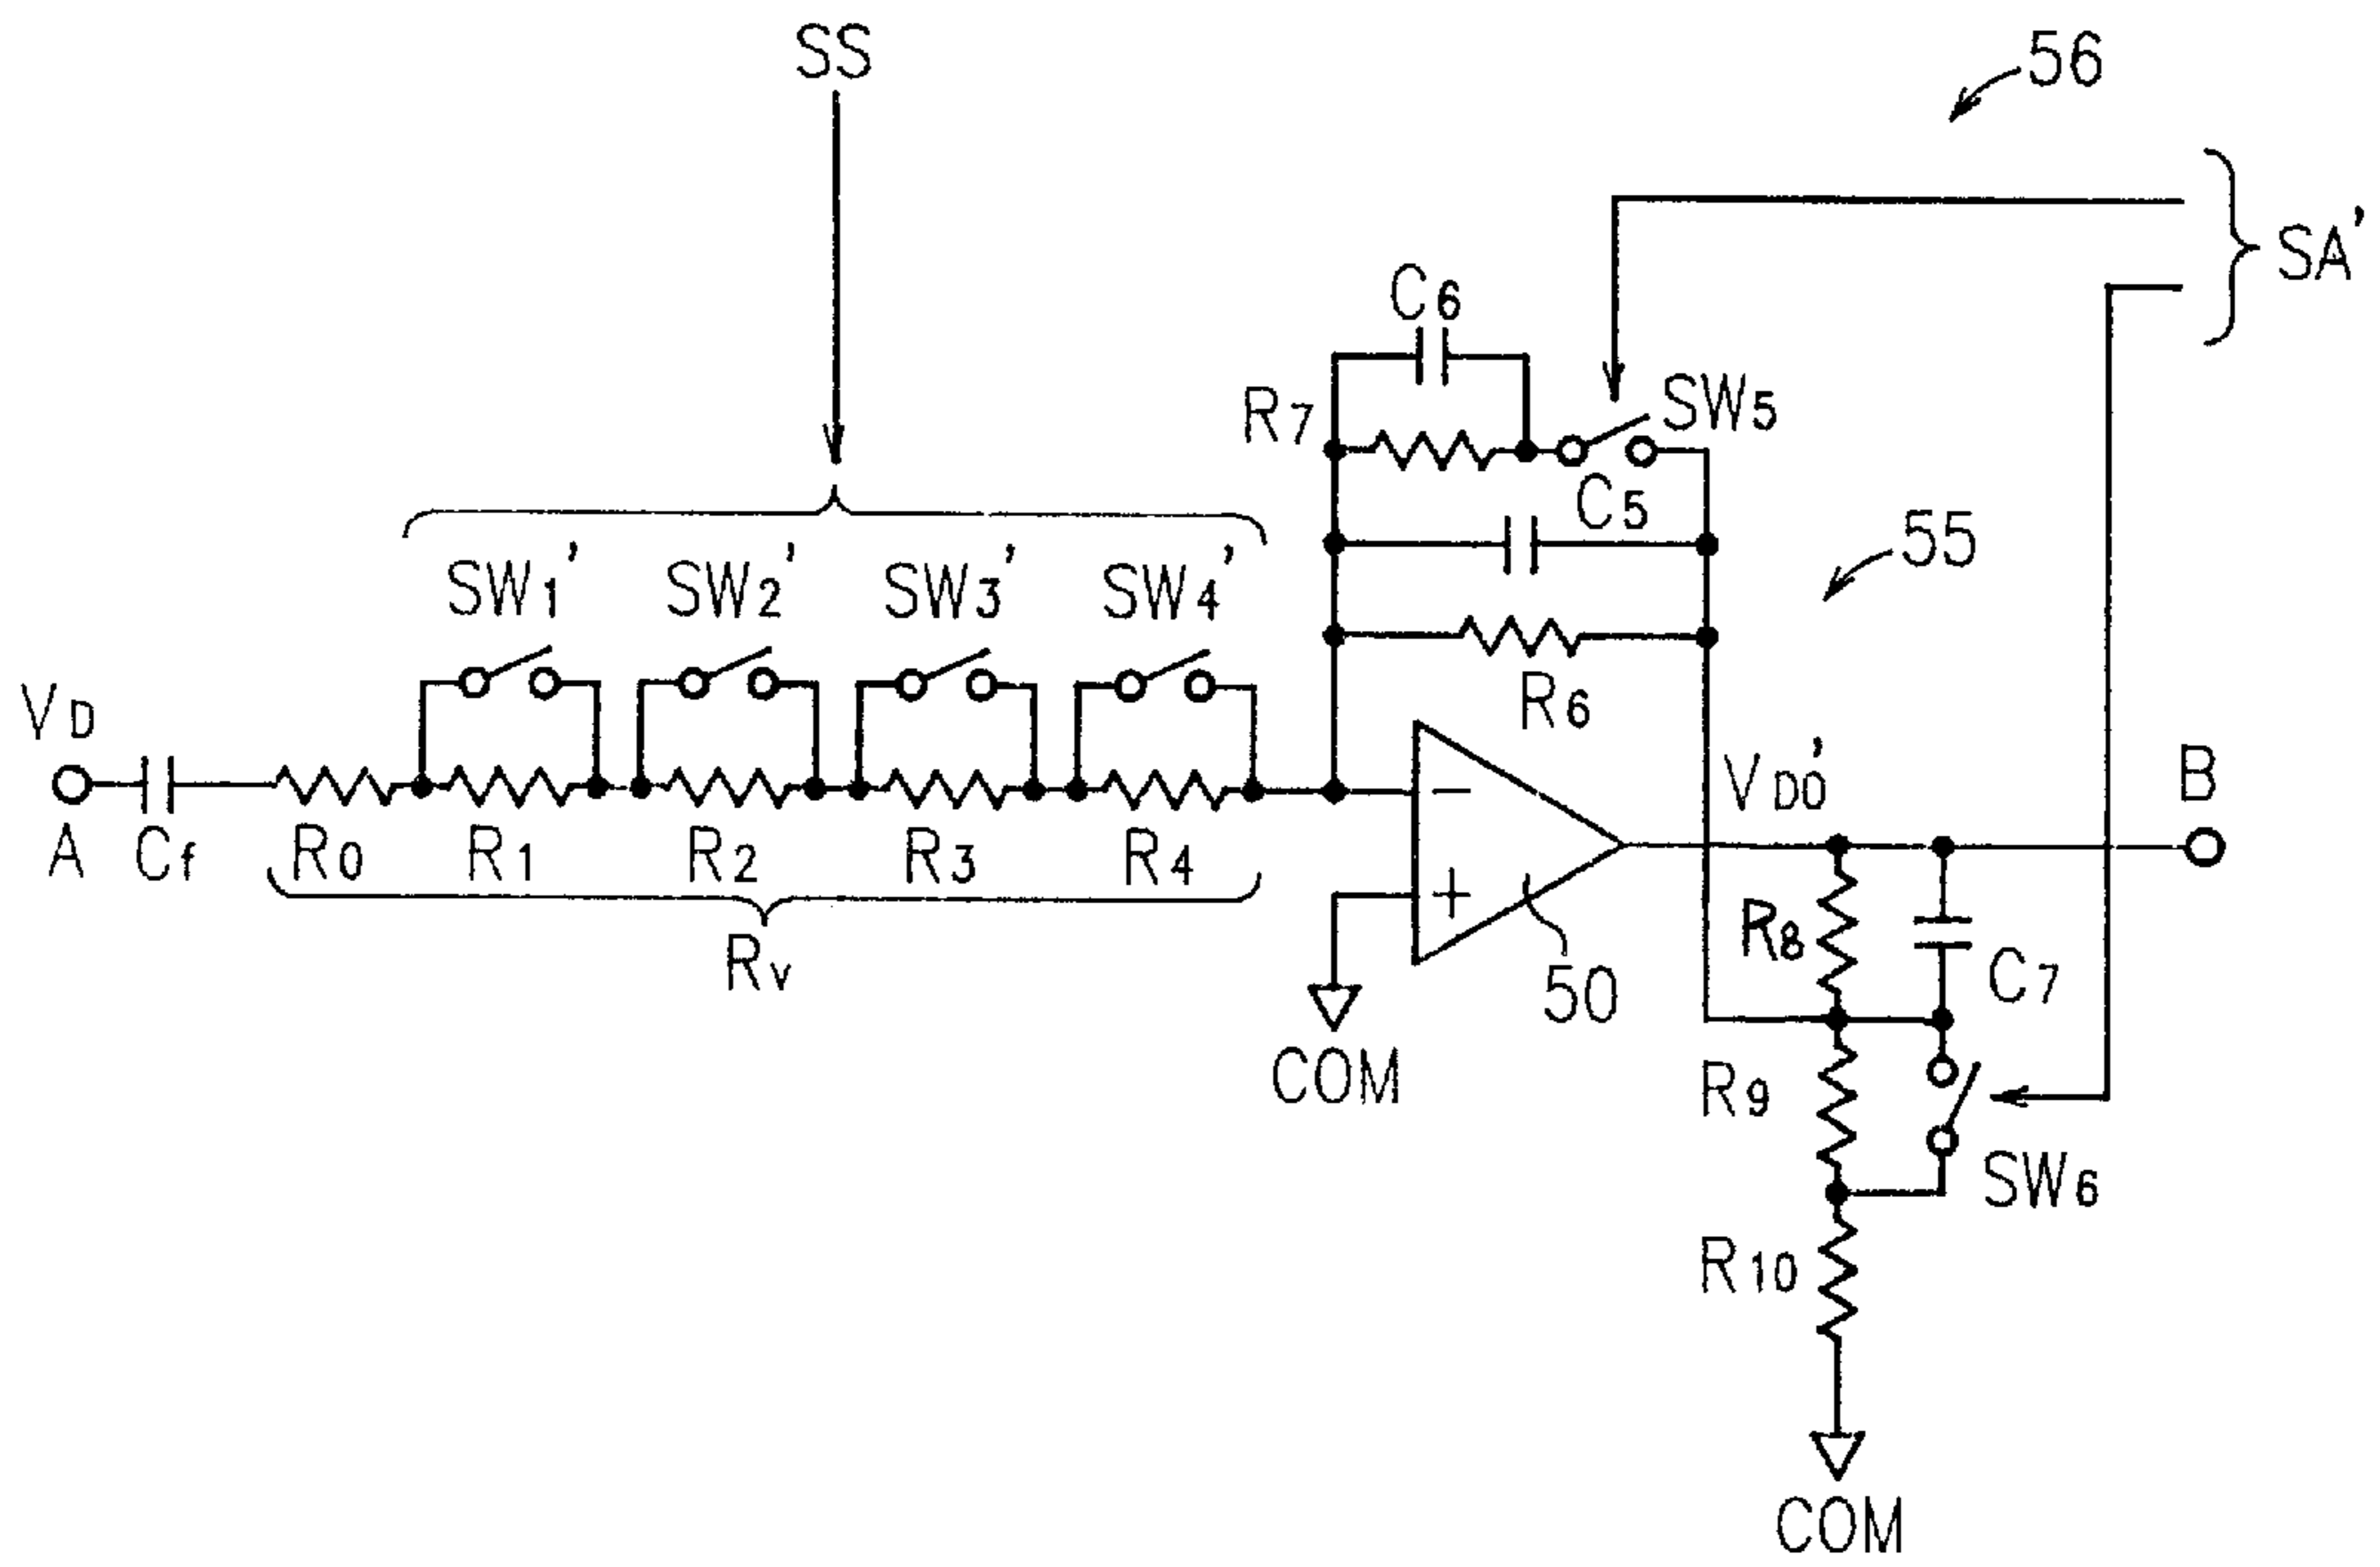 SS
56
SA'
C6
R7
SW5
C5
55
SW1' SW2' SW3' SW4'
R6
VD
VDO'
B
A Cf R0 R1 R2 R3 R4
−
+
R8
Rv
50
C7
COM
R9
SW6
R10
COM